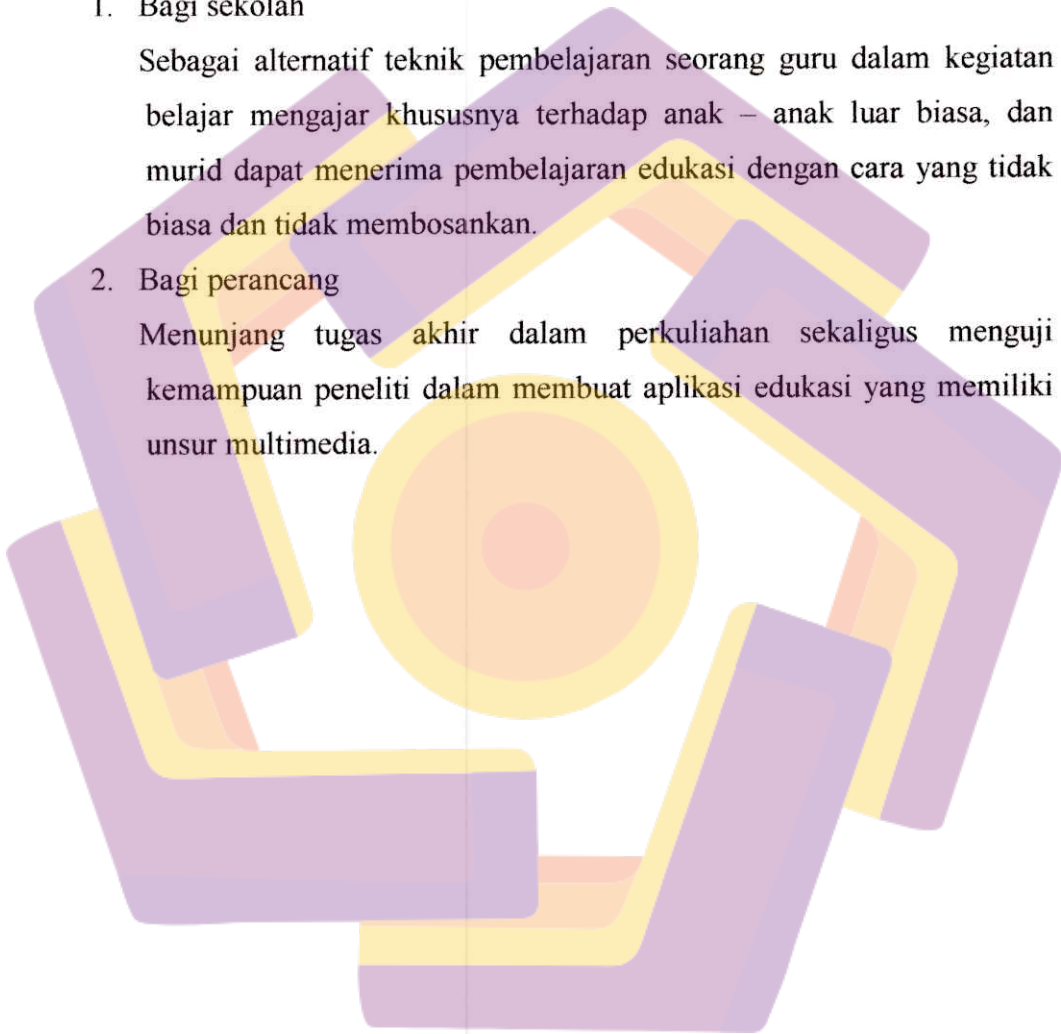 1. Bagi sekolah
Sebagai alternatif teknik pembelajaran seorang guru dalam kegiatan
belajar mengajar khususnya terhadap anak – anak luar biasa, dan
murid dapat menerima pembelajaran edukasi dengan cara yang tidak
biasa dan tidak membosankan.
2. Bagi perancang
Menunjang tugas akhir dalam perkuliahan sekaligus menguji
kemampuan peneliti dalam membuat aplikasi edukasi yang memiliki
unsur multimedia.